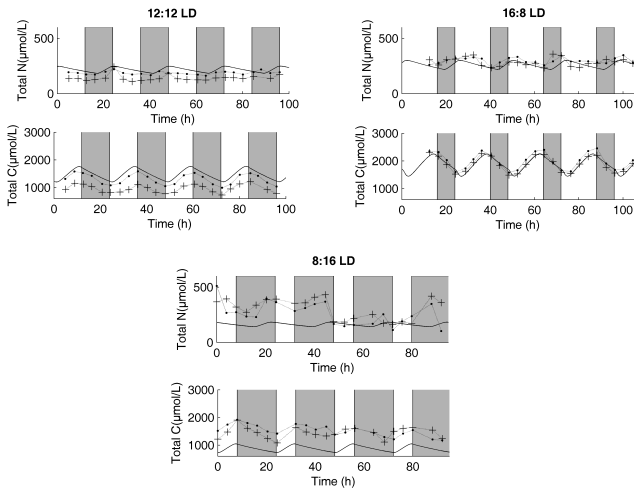 12:12 LD
16:8 LD
Total N(μmol/L)
500
0
0 20 40 60 80 100
Time (h)
Total N(μmol/L)
500
0
0 20 40 60 80 100
Time (h)
Total C(μmol/L)
3000
2000
1000
0 20 40 60 80 100
Time (h)
Total C(μmol/L)
3000
2000
1000
0 20 40 60 80 100
Time (h)
8:16 LD
Total N(μmol/L)
500
0
0 20 40 60 80
Time (h)
Total C(μmol/L)
3000
2000
1000
0 20 40 60 80
Time (h)